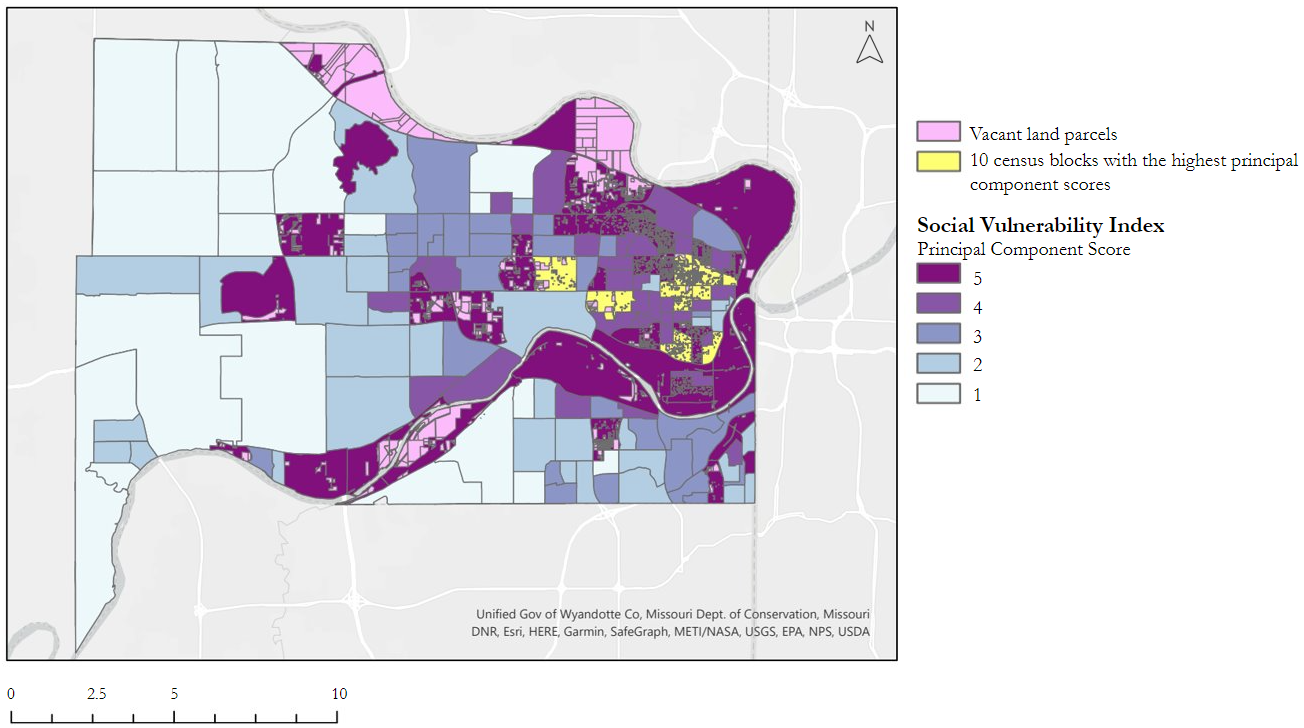 N
Vacant land parcels
10 census blocks with the highest principal
component scores
Social Vulnerability Index
Principal Component Score
5
4
3
2
1
Unified Gov of Wyandotte Co, Missouri Dept. of Conservation, Missouri
DNR, Esri, HERE, Garmin, SafeGraph, METI/NASA, USGS, EPA, NPS, USDA
0 2.5 5 10